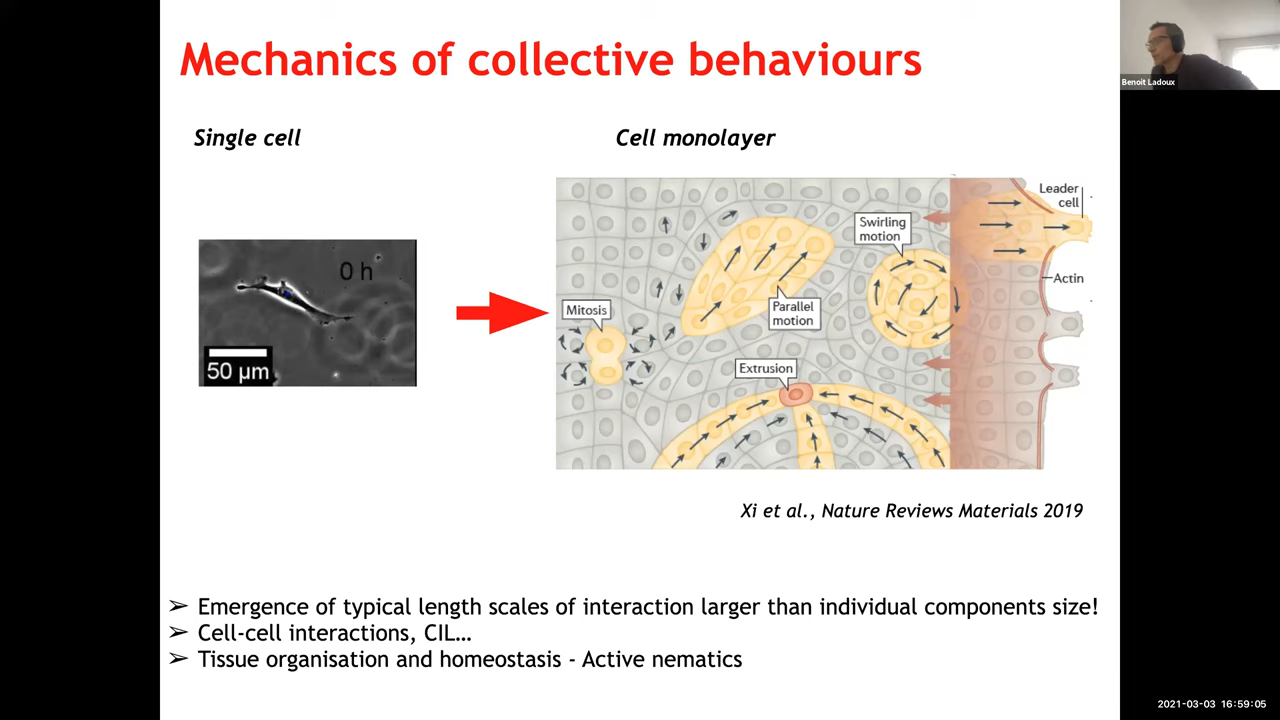 Mechanics of collective behaviours
Benoit Ladoux
Single cell
Cell monolayer
0 h
50 µm
Leader
cell
Swirling
motion
Actin
Mitosis
Parallel
motion
Extrusion
Xi et al., Nature Reviews Materials 2019
➢ Emergence of typical length scales of interaction larger than individual components size!
➢ Cell-cell interactions, CIL…
➢ Tissue organisation and homeostasis - Active nematics
2021-03-03 16:59:05